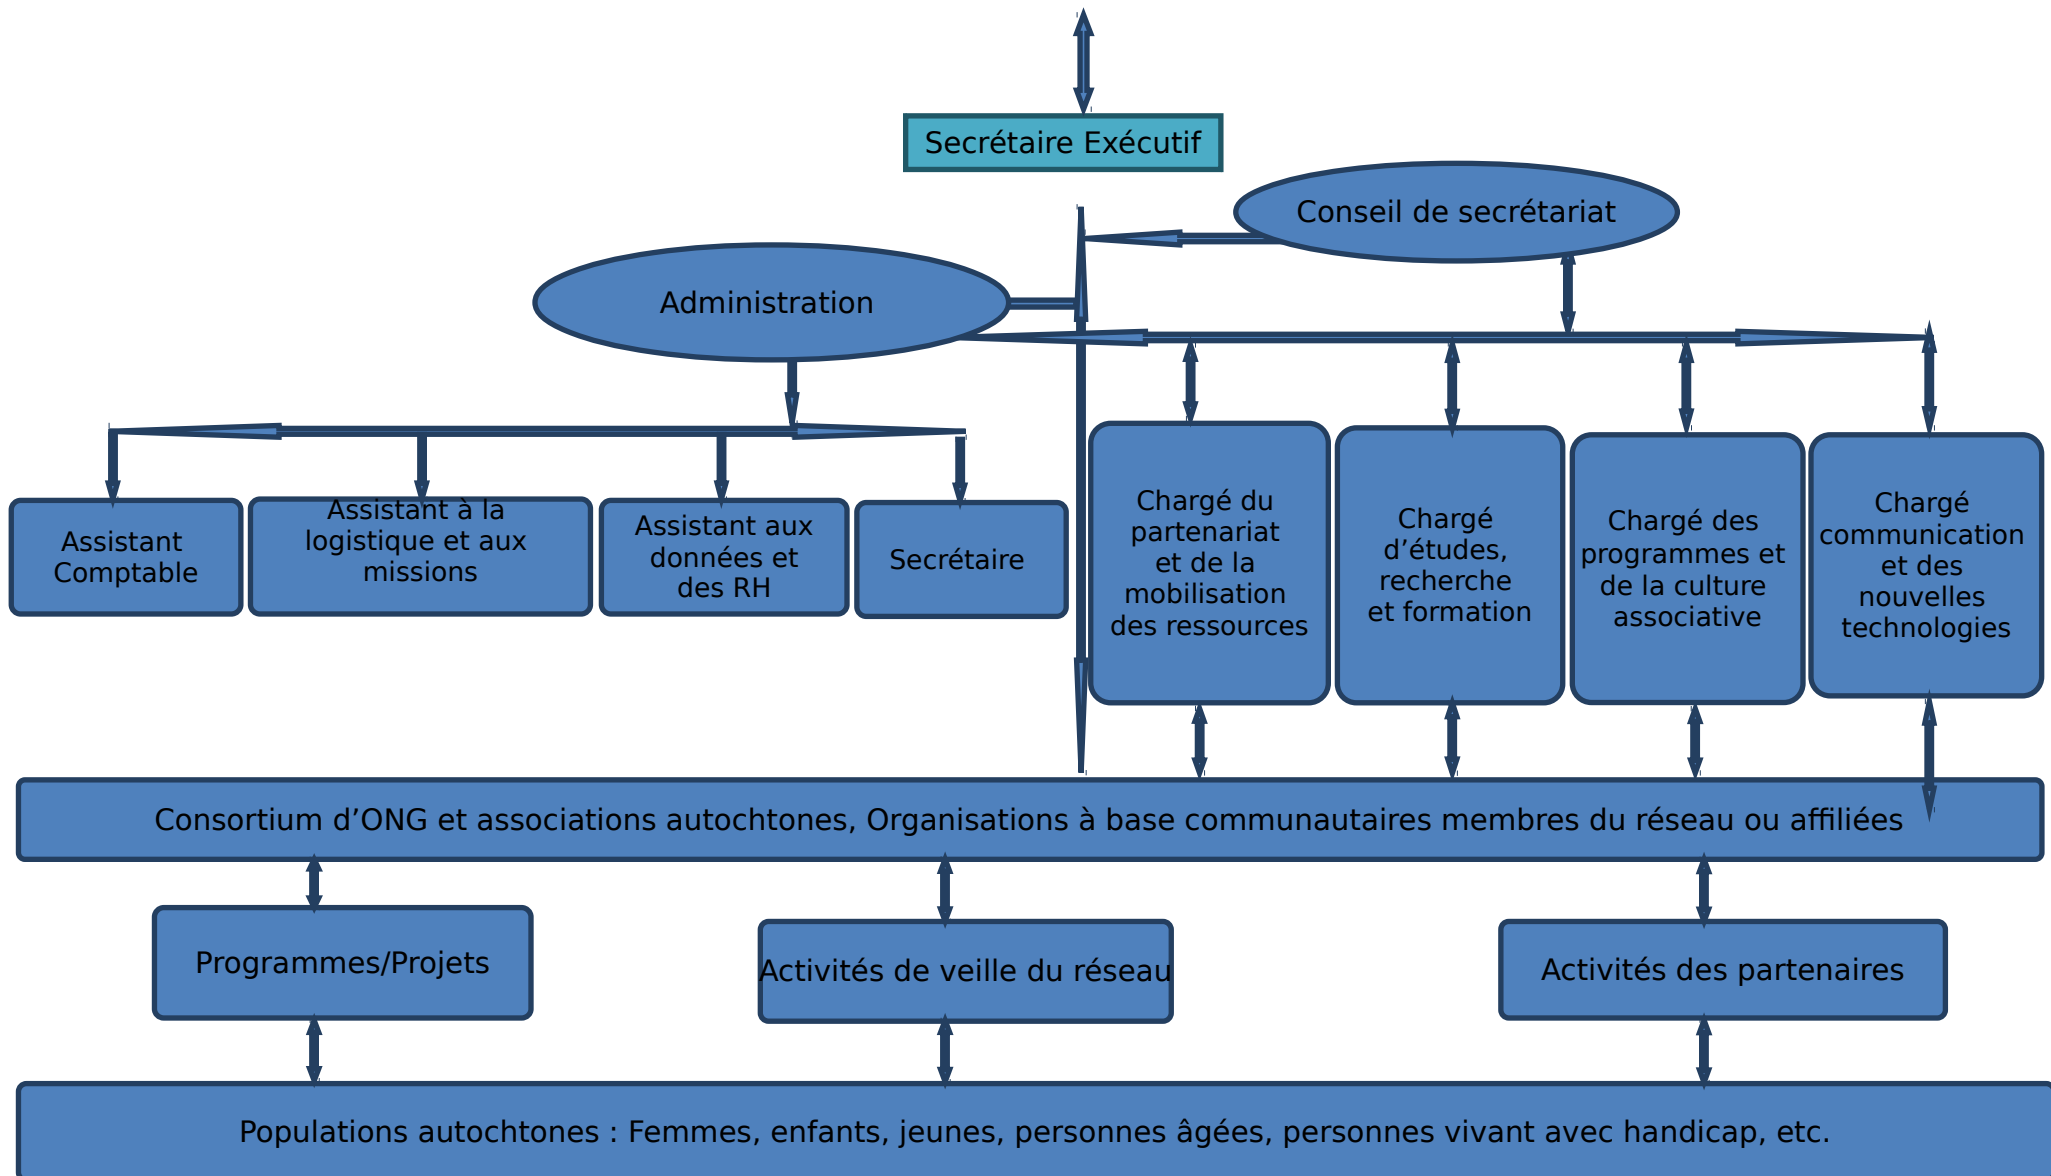 Secrétaire Exécutif
Conseil de secrétariat
Administration
Assistant
Comptable
Assistant à la
logistique et aux
missions
Assistant aux
données et
des RH
Secrétaire
Chargé du
partenariat
et de la
mobilisation
des ressources
Chargé
d’études,
recherche
et formation
Chargé des
programmes et
de la culture
associative
Chargé
communication
et des
nouvelles
technologies
Consortium d’ONG et associations autochtones, Organisations à base communautaires membres du réseau ou affiliées
Programmes/Projets
Activités de veille du réseau
Activités des partenaires
Populations autochtones : Femmes, enfants, jeunes, personnes âgées, personnes vivant avec handicap, etc.